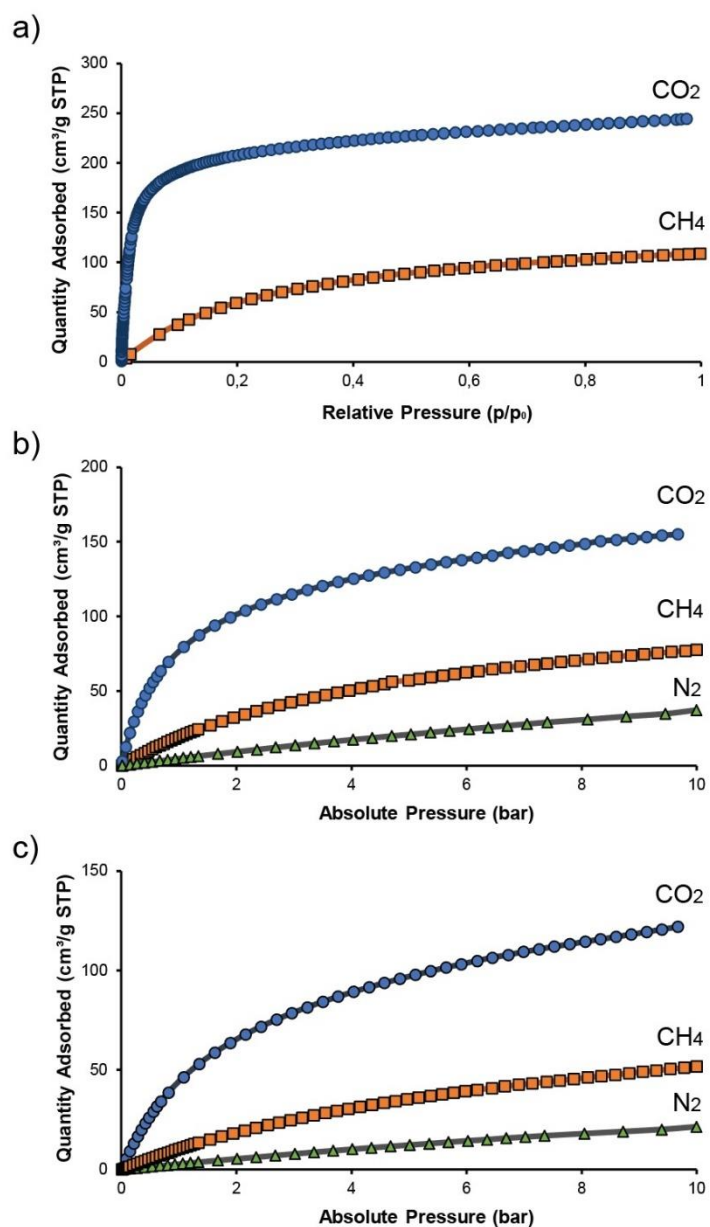 a)
Quantity Adsorbed (cm³/g STP)
300
250
200
150
100
50
0
CO₂
CH₄
0 0,2 0,4 0,6 0,8 1
Relative Pressure (p/p₀)
b)
Quantity Adsorbed (cm³/g STP)
200
150
100
50
0
CO₂
CH₄
N₂
0 2 4 6 8 10
Absolute Pressure (bar)
c)
Quantity Adsorbed (cm³/g STP)
150
100
50
0
CO₂
CH₄
N₂
0 2 4 6 8 10
Absolute Pressure (bar)